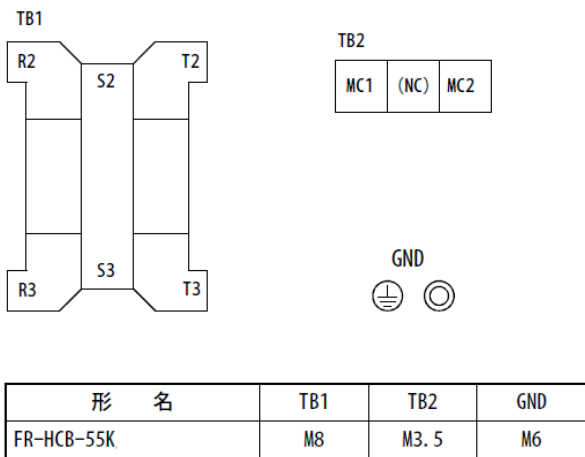 TB1
R2
T2
S2
S3
R3
T3
TB2
MC1 (NC) MC2
GND
形 名 TB1 TB2 GND
FR-HCB-55K M8 M3.5 M6